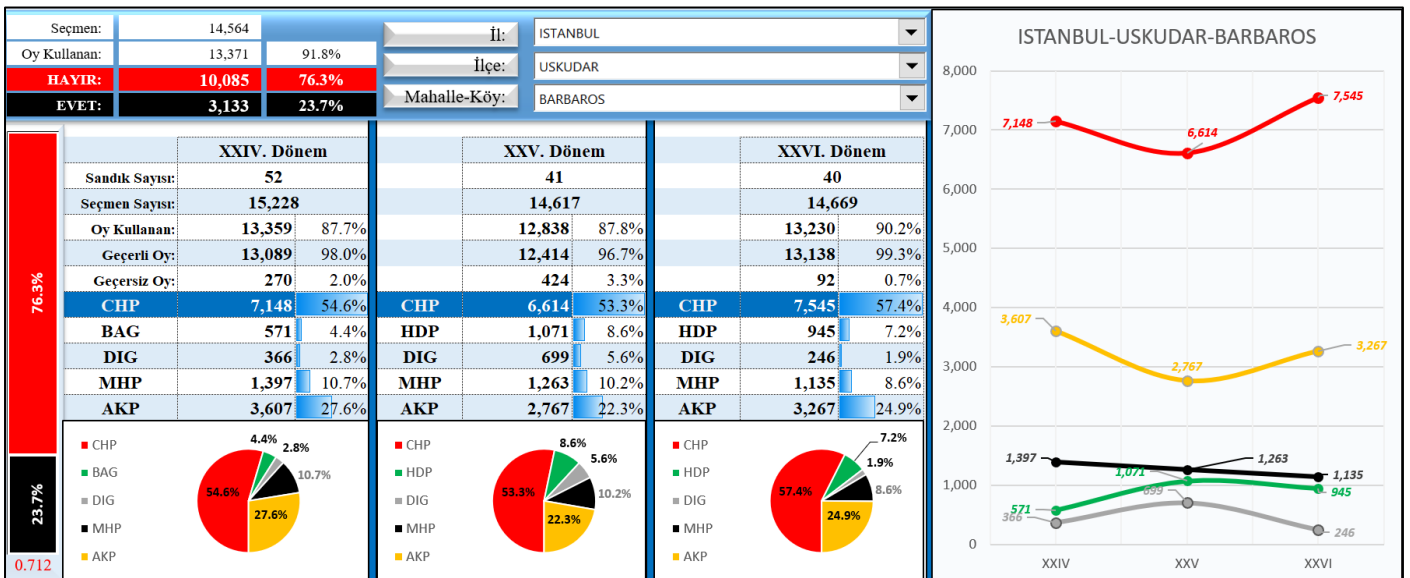 Seçmen: 14,564
Oy Kullanan: 13,371 91.8%
HAYIR: 10,085 76.3%
EVET: 3,133 23.7%
İl: ISTANBUL
İlçe: USKUDAR
Mahalle-Köy: BARBAROS
76.3%
23.7%
0.712
XXIV. Dönem XXV. Dönem XXVI. Dönem
Sandık Sayısı: 52 41 40
Seçmen Sayısı: 15,228 14,617 14,669
Oy Kullanan: 13,359 87.7% 12,838 87.8% 13,230 90.2%
Geçerli Oy: 13,089 98.0% 12,414 96.7% 13,138 99.3%
Geçersiz Oy: 270 2.0% 424 3.3% 92 0.7%
CHP 7,148 54.6% CHP 6,614 53.3% CHP 7,545 57.4%
BAG 571 4.4% HDP 1,071 8.6% HDP 945 7.2%
DIG 366 2.8% DIG 699 5.6% DIG 246 1.9%
MHP 1,397 10.7% MHP 1,263 10.2% MHP 1,135 8.6%
AKP 3,607 27.6% AKP 2,767 22.3% AKP 3,267 24.9%
CHP
BAG
DIG
MHP
AKP
4.4%
2.8%
10.7%
54.6%
27.6%
CHP
HDP
DIG
MHP
AKP
8.6%
5.6%
10.2%
53.3%
22.3%
CHP
HDP
DIG
MHP
AKP
7.2%
1.9%
8.6%
57.4%
24.9%
ISTANBUL-USKUDAR-BARBAROS
8,000
7,000
6,000
5,000
4,000
3,000
2,000
1,000
0
7,148 6,614 7,545
3,607 2,767 3,267
1,397 1,263 1,135
571 1,071 945
366 699 246
XXIV XXV XXVI